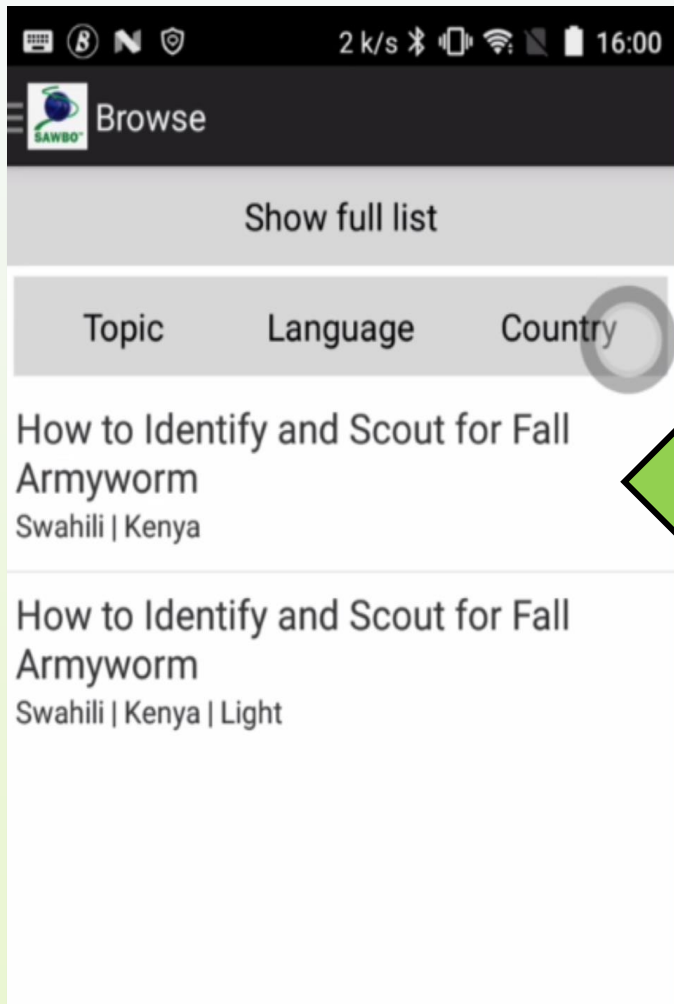 2 k/s 16:00
SAWBO™ Browse
Show full list
Topic Language Country
How to Identify and Scout for Fall
Armyworm
Swahili | Kenya
How to Identify and Scout for Fall
Armyworm
Swahili | Kenya | Light